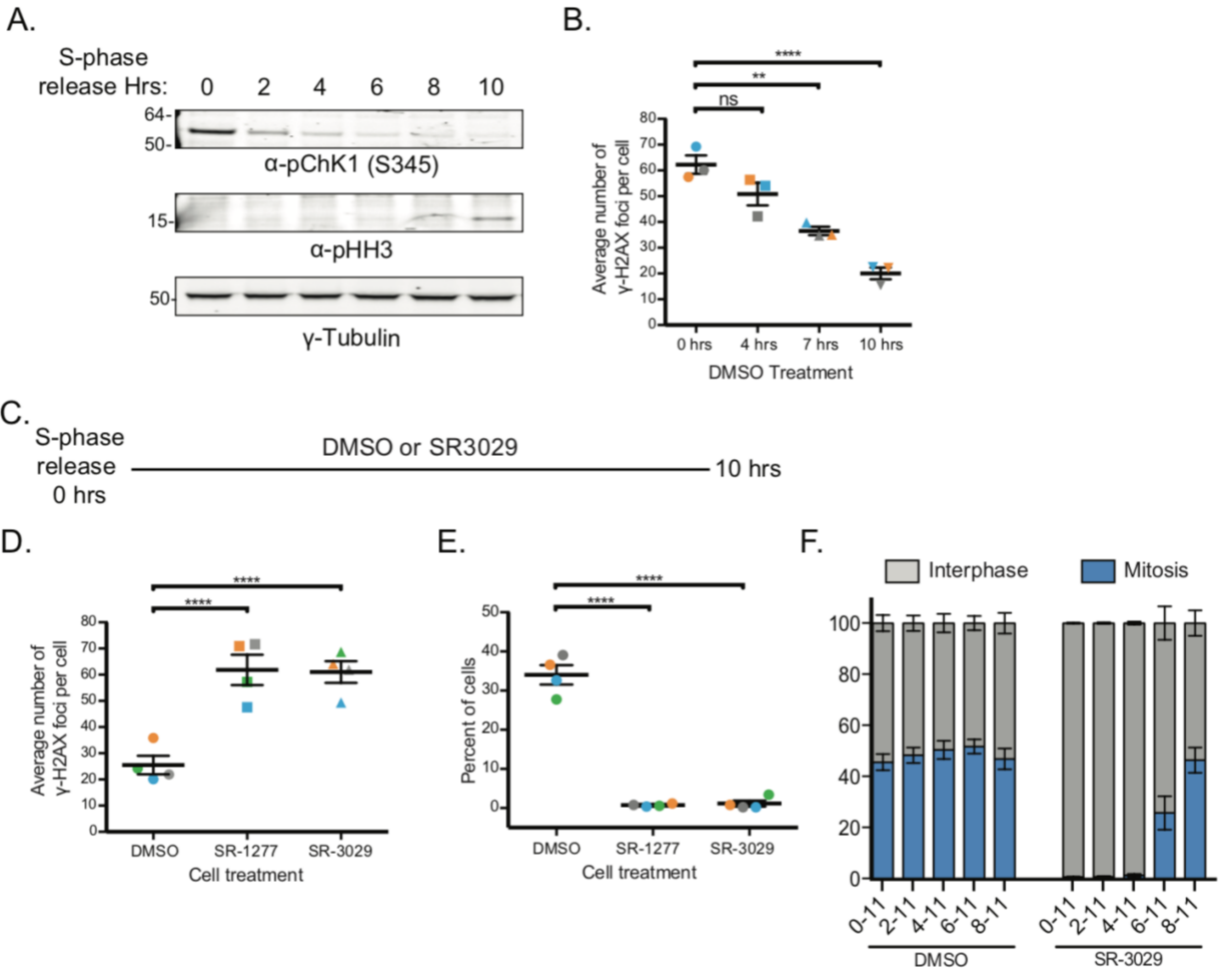 A.
S-phase
release Hrs: 0 2 4 6 8 10
64-
50-
α-pChK1 (S345)
15-
α-pHH3
50-
γ-Tubulin
B.
****
**
ns
Average number of
γ-H2AX foci per cell
80
70
60
50
40
30
20
10
0
0 hrs 4 hrs 7 hrs 10 hrs
DMSO Treatment
C.
S-phase
release
0 hrs
DMSO or SR3029
10 hrs
D.
****
****
Average number of
γ-H2AX foci per cell
80
70
60
50
40
30
20
10
0
DMSO SR-1277 SR-3029
Cell treatment
E.
****
****
Percent of cells
50
40
30
20
10
0
DMSO SR-1277 SR-3029
Cell treatment
F.
Interphase Mitosis
100
80
60
40
20
0
0-11 2-11 4-11 6-11 8-11 0-11 2-11 4-11 6-11 8-11
DMSO SR-3029